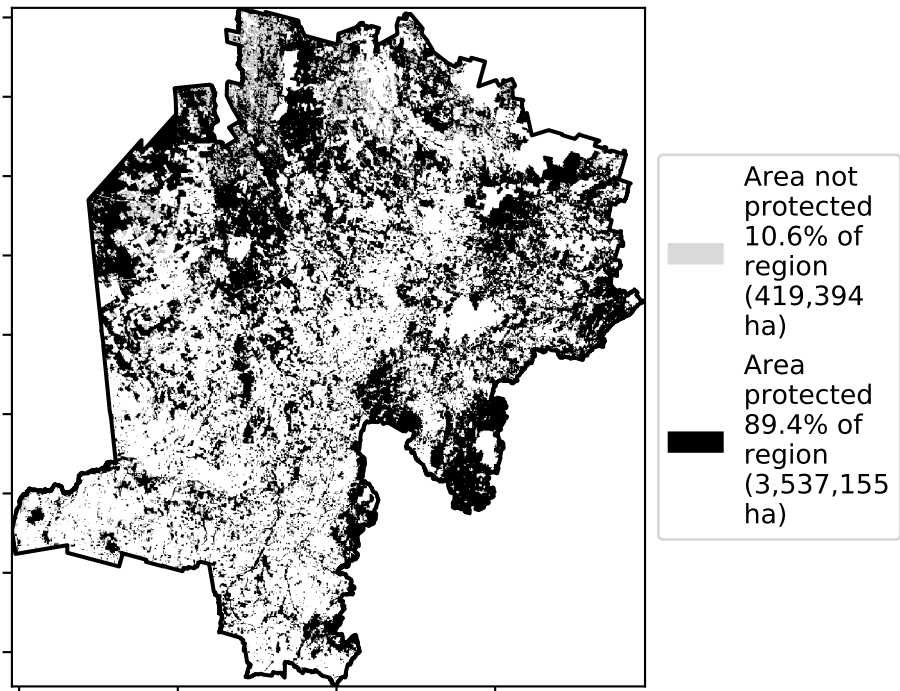 Area not
protected
10.6% of
region
(419,394
ha)
Area
protected
89.4% of
region
(3,537,155
ha)